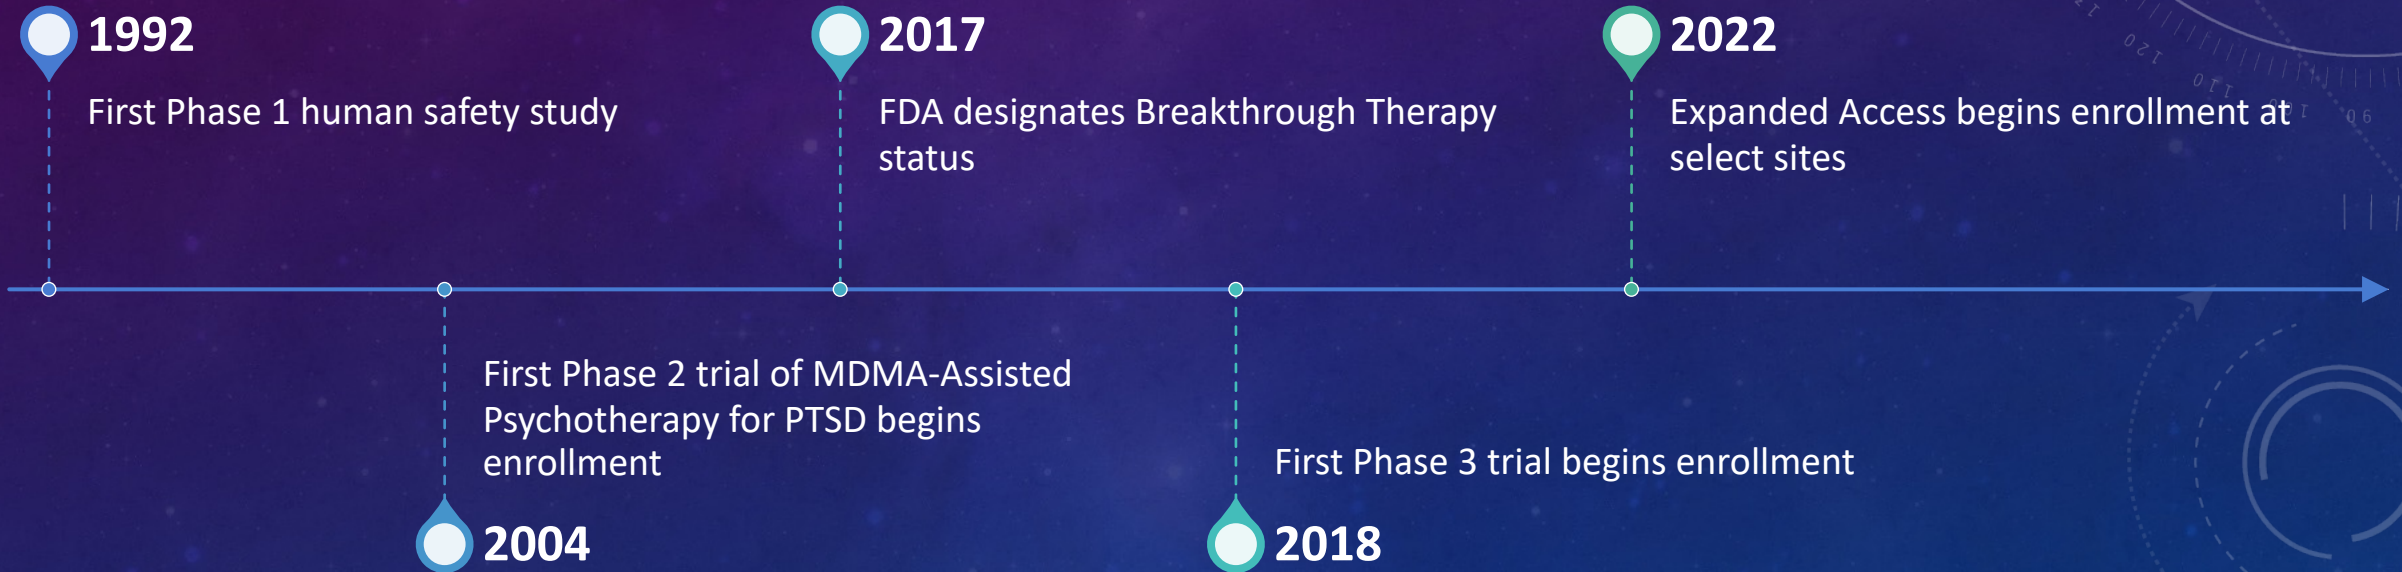 1992
First Phase 1 human safety study
2017
FDA designates Breakthrough Therapy
status
2022
Expanded Access begins enrollment at
select sites
First Phase 2 trial of MDMA-Assisted
Psychotherapy for PTSD begins
enrollment
2004
First Phase 3 trial begins enrollment
2018
120
110